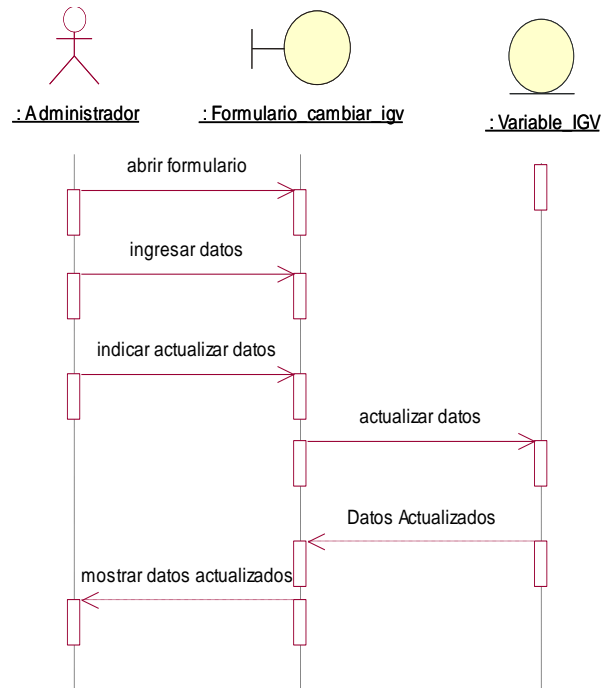 : Administrador
: Formulario_cambiar_igv
: Variable_IGV
abrir formulario
ingresar datos
indicar actualizar datos
actualizar datos
Datos Actualizados
mostrar datos actualizados